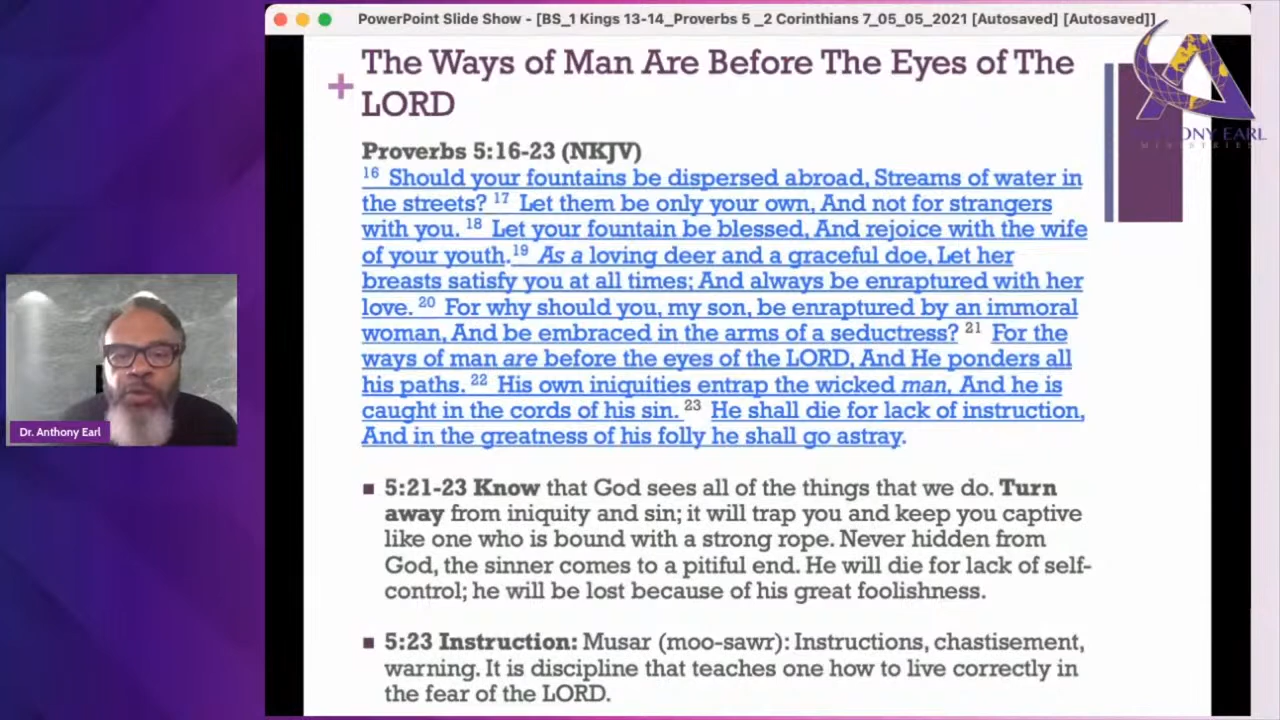 PowerPoint Slide Show - [BS_1 Kings 13-14_Proverbs 5 _2 Corinthians 7_05_05_2021 [Autosaved] [Autosaved]]
The Ways of Man Are Before The Eyes of The
+
LORD
Proverbs 5:16-23 (NKJV)
16 Should your fountains be dispersed abroad, Streams of water in
the streets? 17 Let them be only your own, And not for strangers
with you. 18 Let your fountain be blessed, And rejoice with the wife
of your youth.19 As a loving deer and a graceful doe, Let her
breasts satisfy you at all times; And always be enraptured with her
love. 20 For why should you, my son, be enraptured by an immoral
woman, And be embraced in the arms of a seductress? 21 For the
ways of man are before the eyes of the LORD, And He ponders all
his paths. 22 His own iniquities entrap the wicked man, And he is
caught in the cords of his sin. 23 He shall die for lack of instruction,
And in the greatness of his folly he shall go astray.
5:21-23 Know that God sees all of the things that we do. Turn
away from iniquity and sin; it will trap you and keep you captive
like one who is bound with a strong rope. Never hidden from
God, the sinner comes to a pitiful end. He will die for lack of self-
control; he will be lost because of his great foolishness.
5:23 Instruction: Musar (moo-sawr): Instructions, chastisement,
warning. It is discipline that teaches one how to live correctly in
the fear of the LORD.
Dr. Anthony Earl
ONY EARL